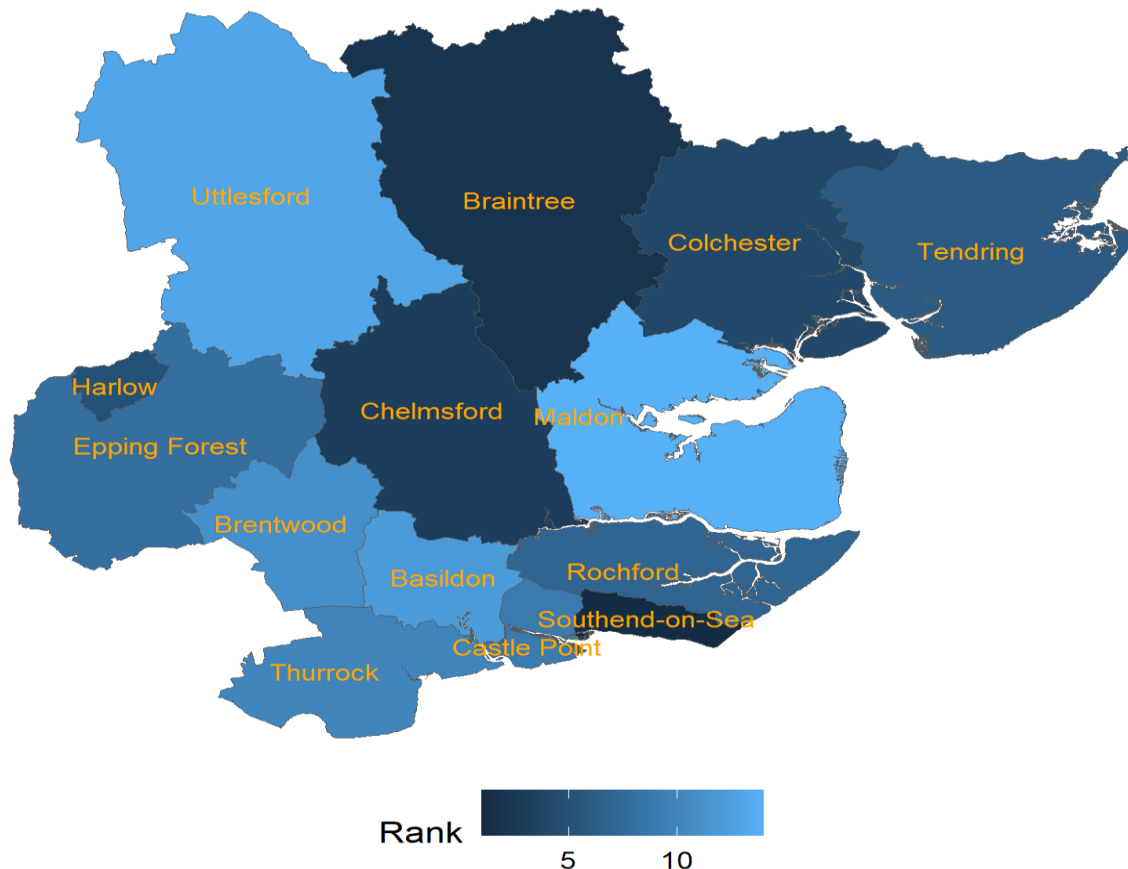 Uttlesford
Braintree
Colchester
Tendring
Harlow
Chelmsford
Maldon
Epping Forest
Brentwood
Basildon
Rochford
Southend-on-Sea
Castle Point
Thurrock
Rank
5
10